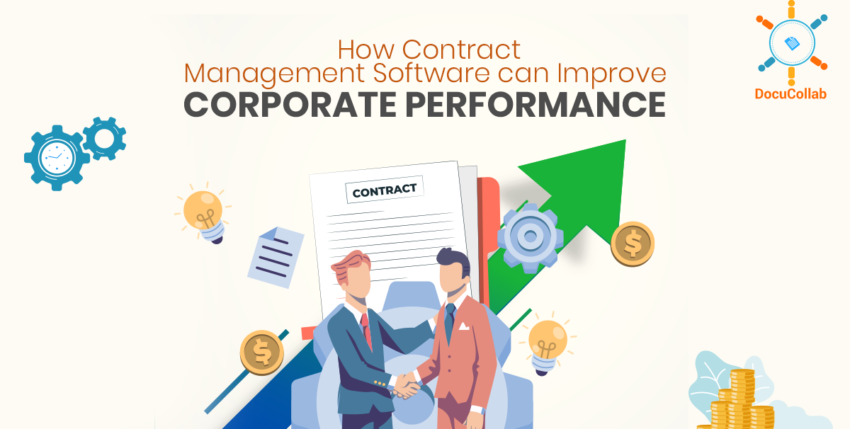 How Contract
Management Software can Improve
CORPORATE PERFORMANCE
DocuCollab
CONTRACT